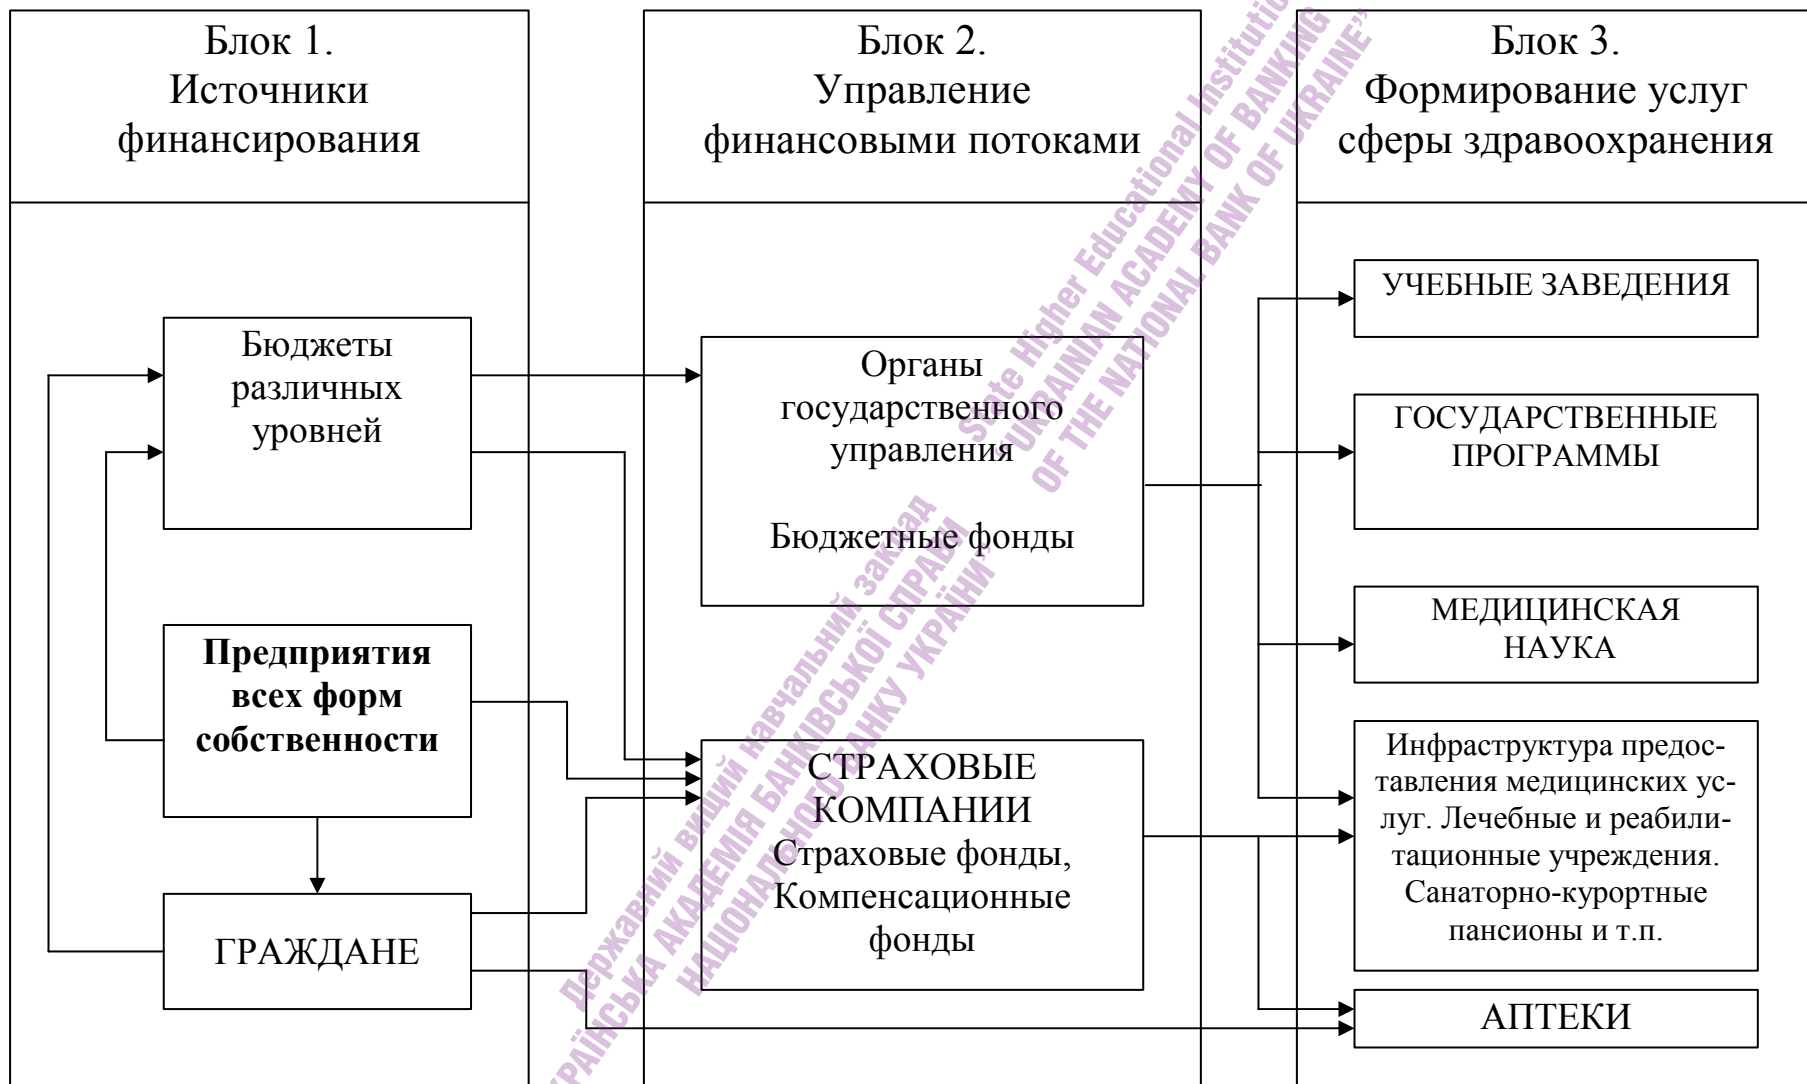 Блок 1.
Источники
финансирования
Блок 2.
Управление
финансовыми потоками
Блок 3.
Формирование услуг
сферы здравоохранения
Бюджеты
различных
уровней
Предприятия
всех форм
собственности
ГРАЖДАНЕ
Органы
государственного
управления
Бюджетные фонды
СТРАХОВЫЕ
КОМПАНИИ
Страховые фонды,
Компенсационные
фонды
УЧЕБНЫЕ ЗАВЕДЕНИЯ
ГОСУДАРСТВЕННЫЕ
ПРОГРАММЫ
МЕДИЦИНСКАЯ
НАУКА
Инфраструктура предос-
тавления медицинских ус-
луг. Лечебные и реабили-
тационные учреждения.
Санаторно-курортные
пансионы и т.п.
АПТЕКИ
Державний вищий навчальний заклад
АКАДЕМІЯ БАНКІВСЬКОЇ СПРАВИ
НАЦІОНАЛЬНОГО БАНКУ УКРАЇНИ”
State Higher Educational
“UKRAINIAN ACADEMY OF BANKING
OF THE NATIONAL BANK OF UKRAINE”